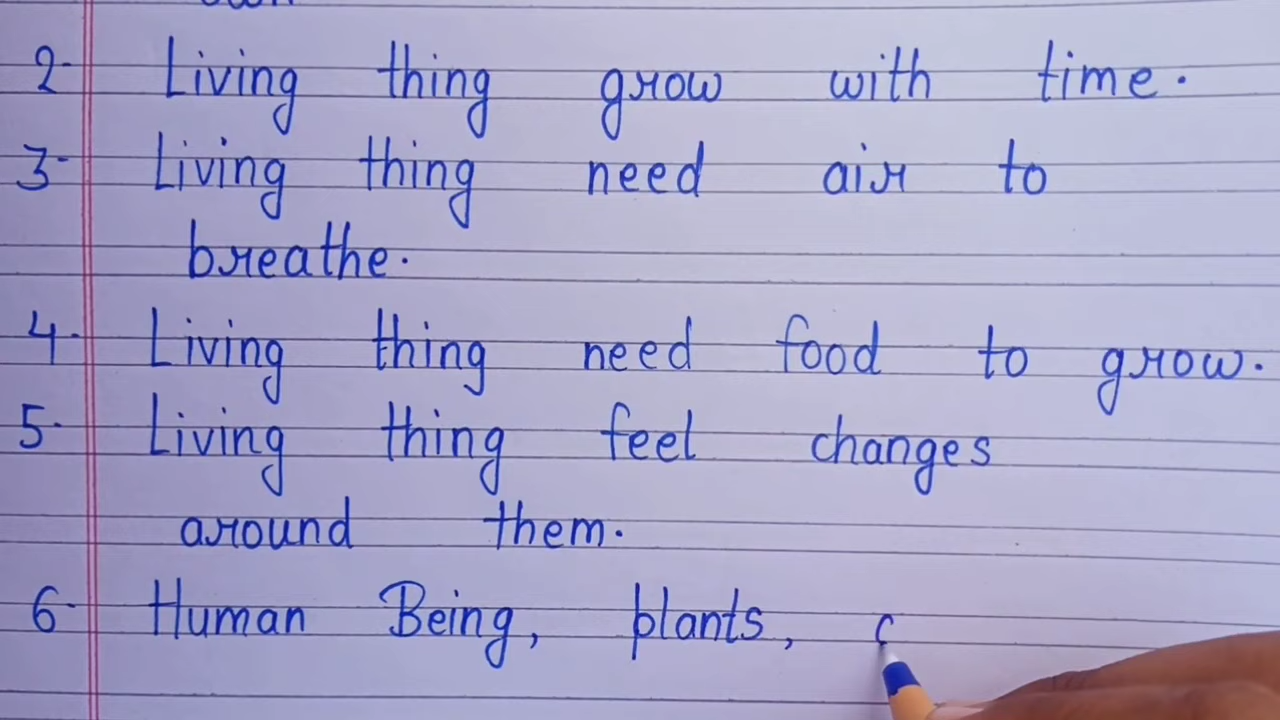 2- Living thing grow with time.
3- Living thing need air to
breathe.
4- Living thing need food to grow.
5- Living thing feel changes
around them.
6- Human Being, plants,